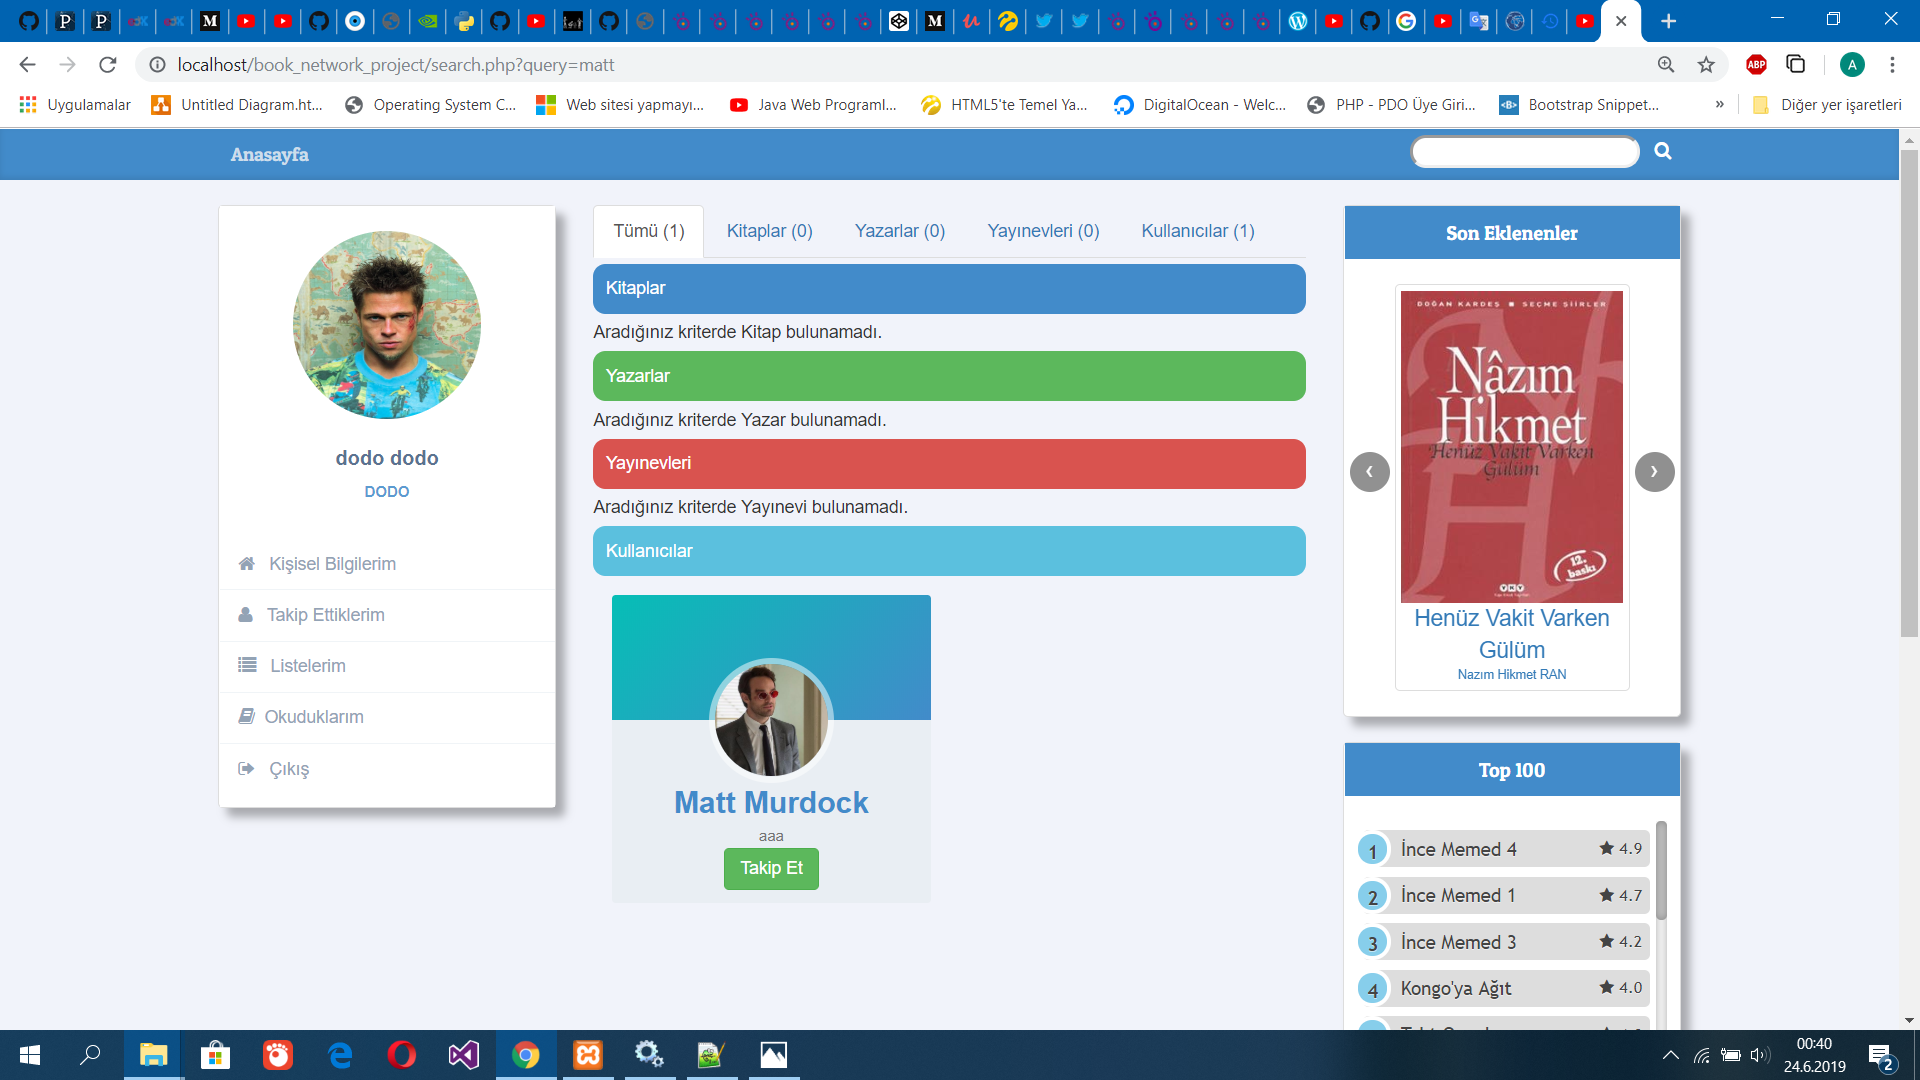 localhost/book_network_project/search.php?query=matt
ABP
A
Uygulamalar
Untitled Diagram.ht...
Operating System C...
Web sitesi yapmayı...
Java Web Programl...
HTML5'te Temel Ya...
DigitalOcean - Welc...
PHP - PDO Üye Giri...
Bootstrap Snippet...
»
Diğer yer işaretleri
Anasayfa
dodo dodo
DODO
Kişisel Bilgilerim
Takip Ettiklerim
Listelerim
Okuduklarım
Çıkış
Tümü (1)
Kitaplar (0)
Yazarlar (0)
Yayınevleri (0)
Kullanıcılar (1)
Kitaplar
Aradığınız kriterde Kitap bulunamadı.
Yazarlar
Aradığınız kriterde Yazar bulunamadı.
Yayınevleri
Aradığınız kriterde Yayınevi bulunamadı.
Kullanıcılar
Matt Murdock
aaa
Takip Et
Son Eklenenler
DOĞAN KARDEŞ ■ SEÇME ŞİİRLER
Nâzım
Hikmet
Henüz Vakit Varken
Gülüm
12.
baskı
YKY
Henüz Vakit Varken
Gülüm
Nazım Hikmet RAN
Top 100
1 İnce Memed 4 ★ 4.9
2 İnce Memed 1 ★ 4.7
3 İnce Memed 3 ★ 4.2
4 Kongo'ya Ağıt ★ 4.0
00:40
24.6.2019
2